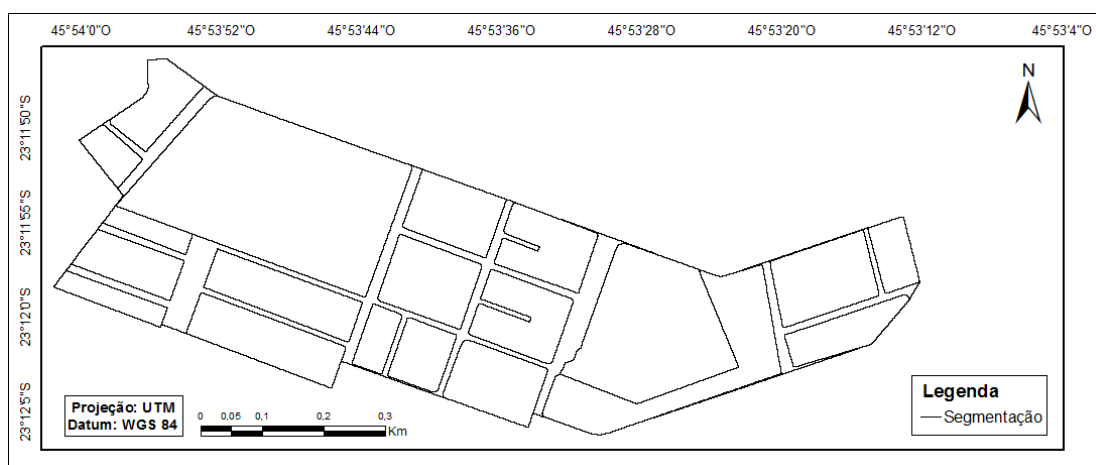 45°54'0"O 45°53'52"O 45°53'44"O 45°53'36"O 45°53'28"O 45°53'20"O 45°53'12"O 45°53'4"O
N
23°11'50"S
23°11'55"S
23°12'0"S
23°12'5"S
Projeção: UTM
Datum: WGS 84
0 0,05 0,1 0,2 0,3
Km
Legenda
Segmentação